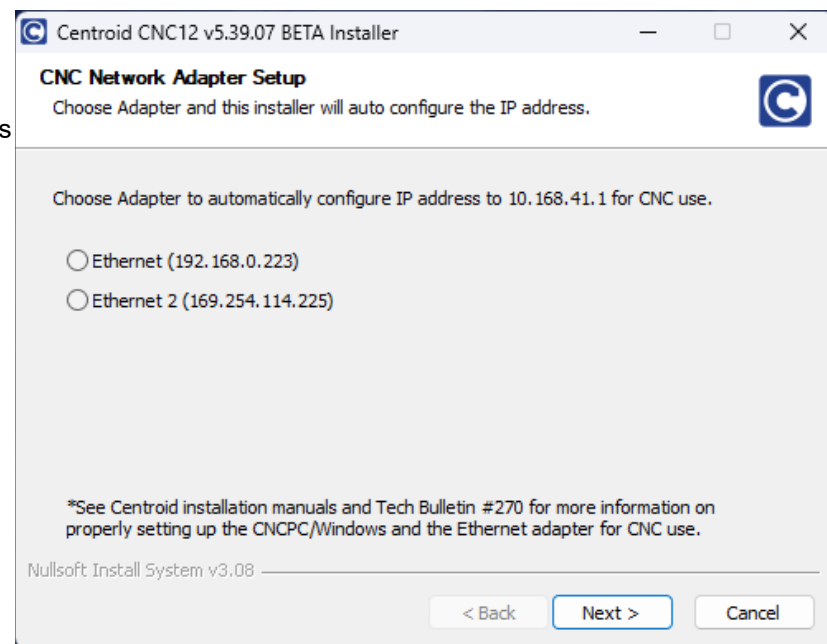 Centroid CNC12 v5.39.07 BETA Installer
CNC Network Adapter Setup
Choose Adapter and this installer will auto configure the IP address.
s
Choose Adapter to automatically configure IP address to 10.168.41.1 for CNC use.
Ethernet (192.168.0.223)
Ethernet 2 (169.254.114.225)
*See Centroid installation manuals and Tech Bulletin #270 for more information on
properly setting up the CNCPC/Windows and the Ethernet adapter for CNC use.
Nullsoft Install System v3.08
< Back Next > Cancel